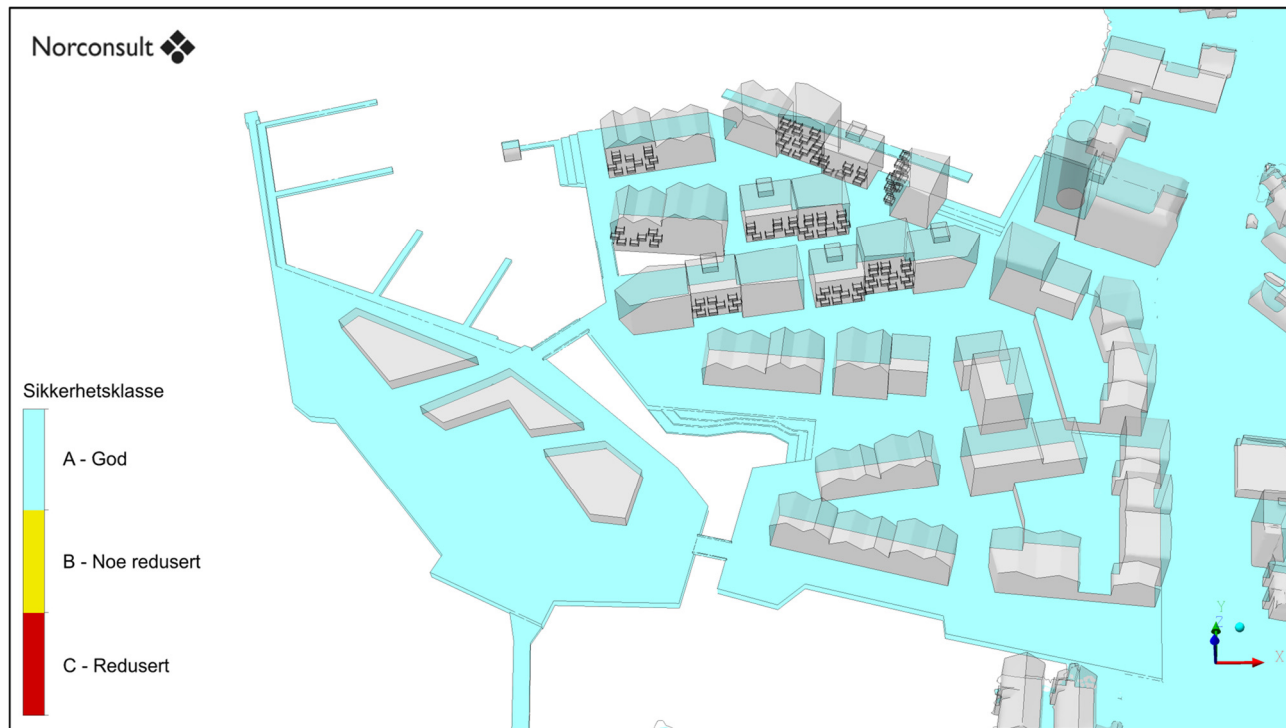 Norconsult
Sikkerhetsklasse
A - God
B - Noe redusert
C - Redusert
Y
Z
X